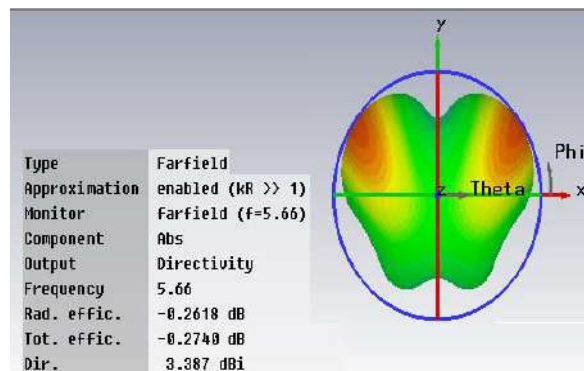 y
Phi
z Theta x
Type Farfield
Approximation enabled (kR >> 1)
Monitor Farfield (f=5.66)
Component Abs
Output Directivity
Frequency 5.66
Rad. effic. -0.2618 dB
Tot. effic. -0.2740 dB
Dir. 3.387 dBi